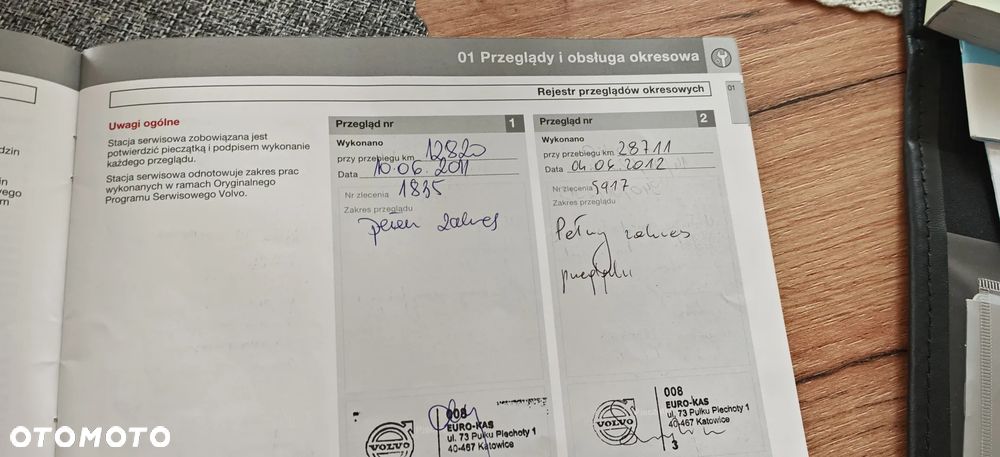 01 Przeglądy i obsługa okresowa
Rejestr przeglądów okresowych
01
Uwagi ogólne
Stacja serwisowa zobowiązana jest
potwierdzić pieczątką i podpisem wykonanie
każdego przeglądu.
Stacja serwisowa odnotowuje zakres prac
wykonanych w ramach Oryginalnego
Programu Serwisowego Volvo.
Przegląd nr 1
Wykonano
przy przebiegu km 12820
Data 10.06.2011
Nr zlecenia 1835
Zakres przeglądu
pełen zakres
008
EURO-KAS
ul. 73 Pułku Piechoty 1
40-467 Katowice
VOLVO
Przegląd nr 2
Wykonano
przy przebiegu km 28711
Data 04.06.2012
Nr zlecenia 5917
Zakres przeglądu
Pełny zakres
przeglądu
008
EURO-KAS
ul. 73 Pułku Piechoty 1
40-467 Katowice
3
VOLVO
OTOMOTO